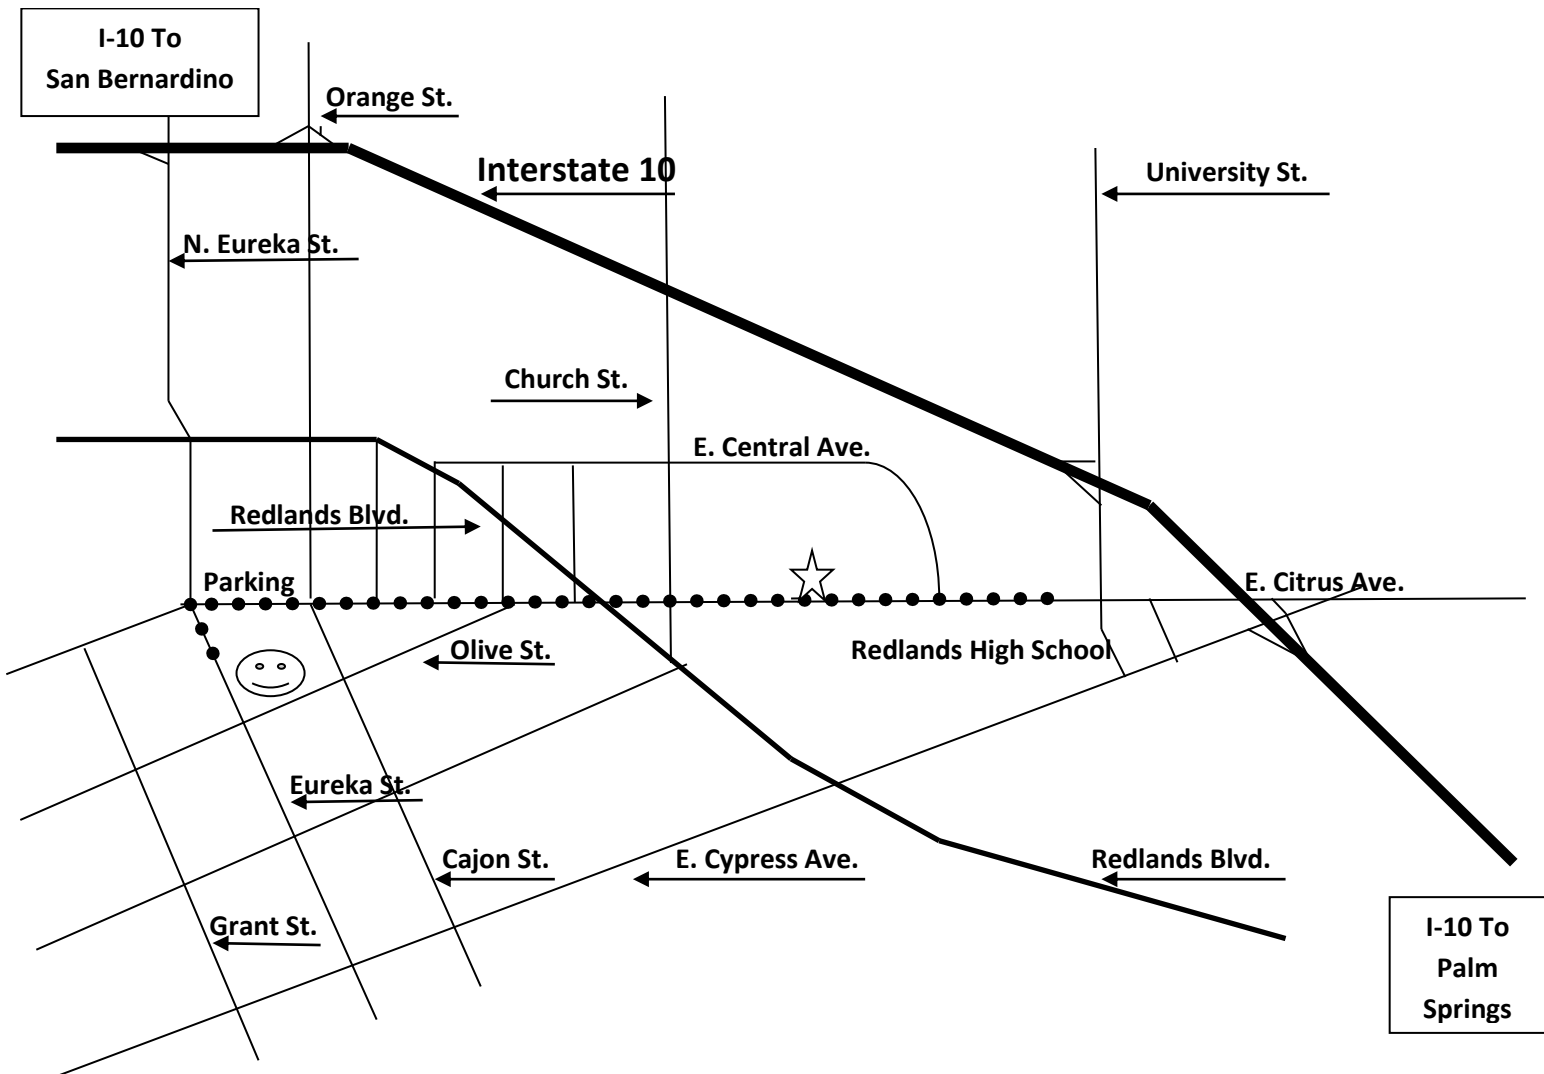 I-10 To
San Bernardino
Orange St.
Interstate 10
University St.
N. Eureka St.
Church St.
E. Central Ave.
Redlands Blvd.
Parking
E. Citrus Ave.
Olive St.
Redlands High School
Eureka St.
Cajon St.
E. Cypress Ave.
Redlands Blvd.
Grant St.
I-10 To
Palm
Springs